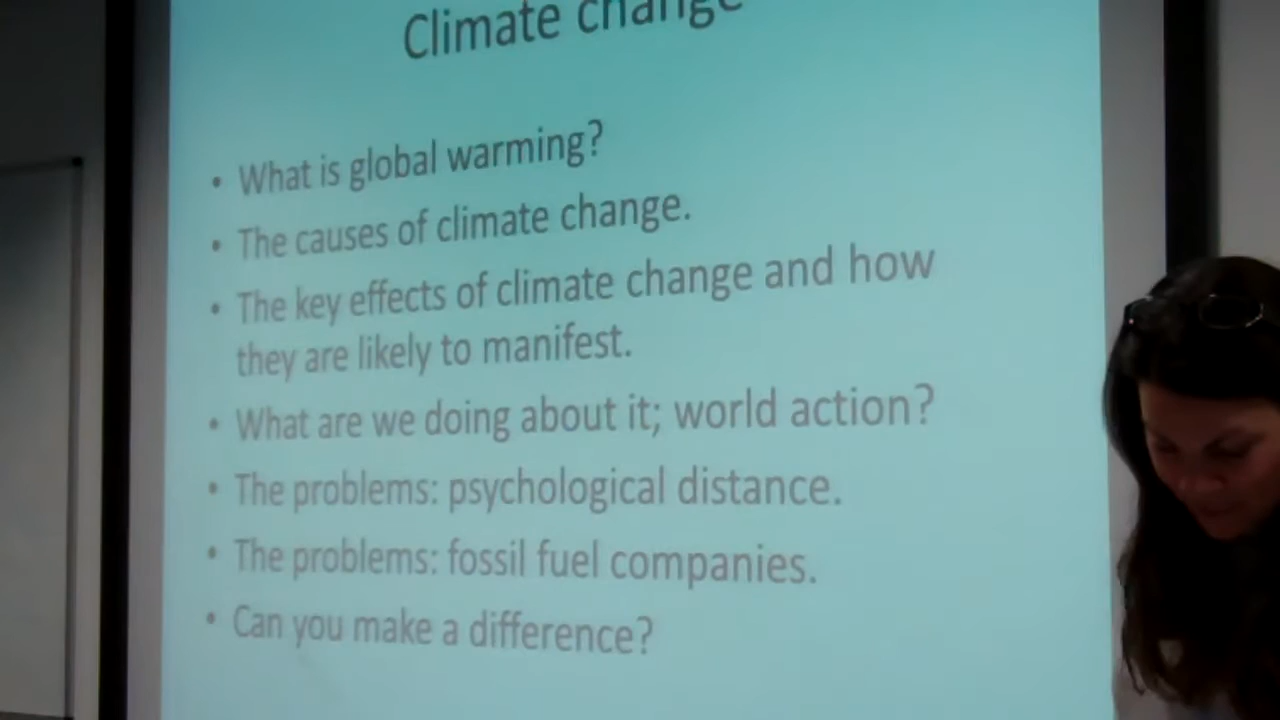 Climate change
• What is global warming?
• The causes of climate change.
• The key effects of climate change and how
they are likely to manifest.
• What are we doing about it; world action?
• The problems: psychological distance.
• The problems: fossil fuel companies.
• Can you make a difference?